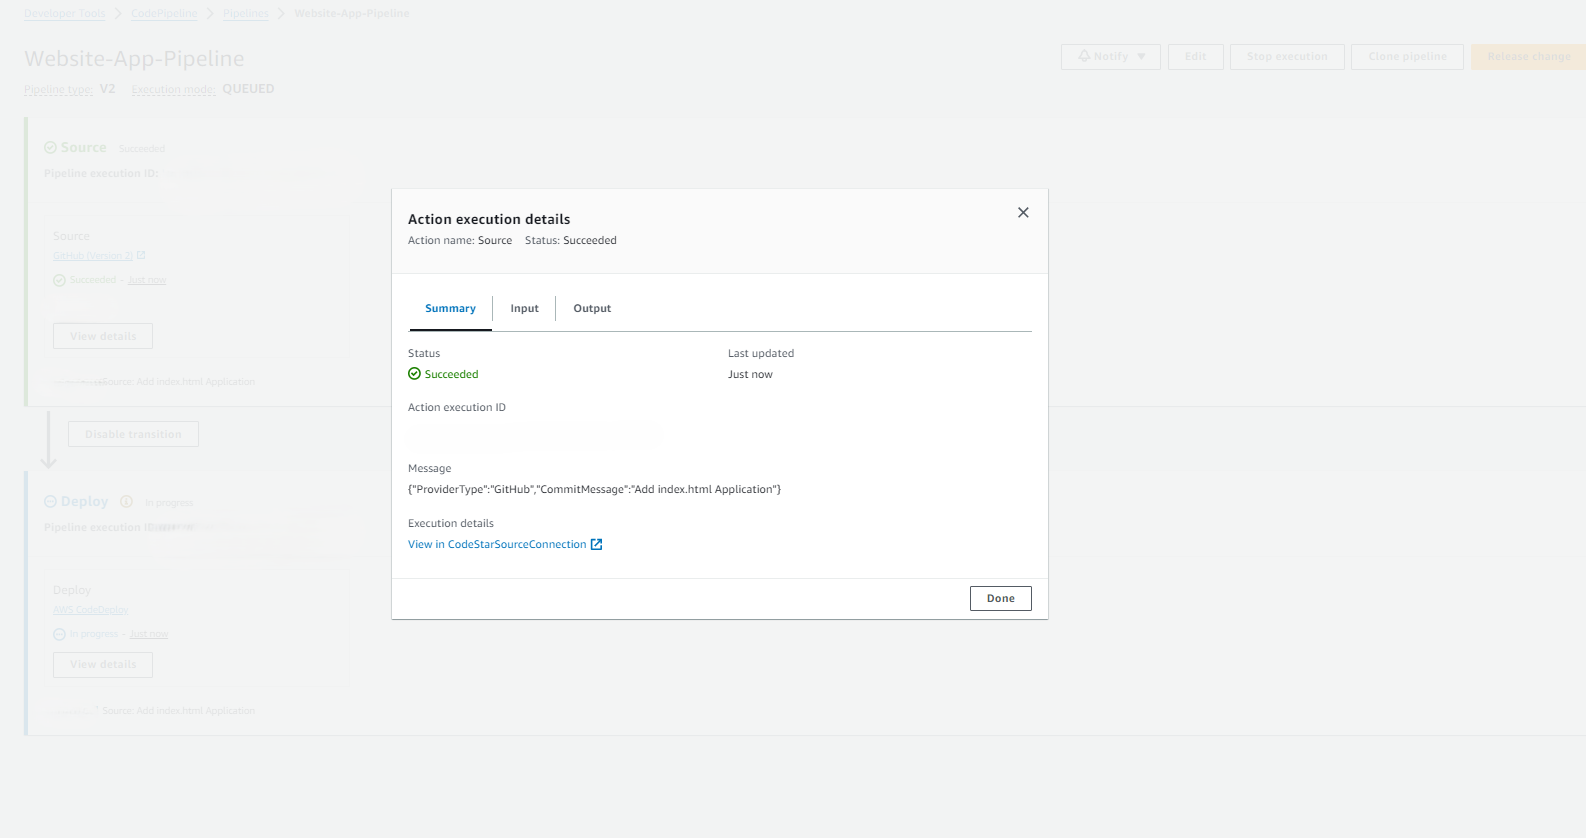 Developer Tools > CodePipeline > Pipelines > Website-App-Pipeline
Website-App-Pipeline
Notify ▼ Edit Stop execution Clone pipeline Release change
Pipeline type: V2 Execution mode: QUEUED
Source Succeeded
Pipeline execution ID:
Source
GitHub (Version 2)
Succeeded - Just now
View details
Source: Add index.html Application
Disable transition
Deploy In progress
Pipeline execution ID:
Deploy
AWS CodeDeploy
In progress - Just now
View details
Source: Add index.html Application
Action execution details
Action name: Source Status: Succeeded
Summary Input Output
Status Last updated
Succeeded Just now
Action execution ID
Message
{"ProviderType":"GitHub","CommitMessage":"Add index.html Application"}
Execution details
View in CodeStarSourceConnection
Done